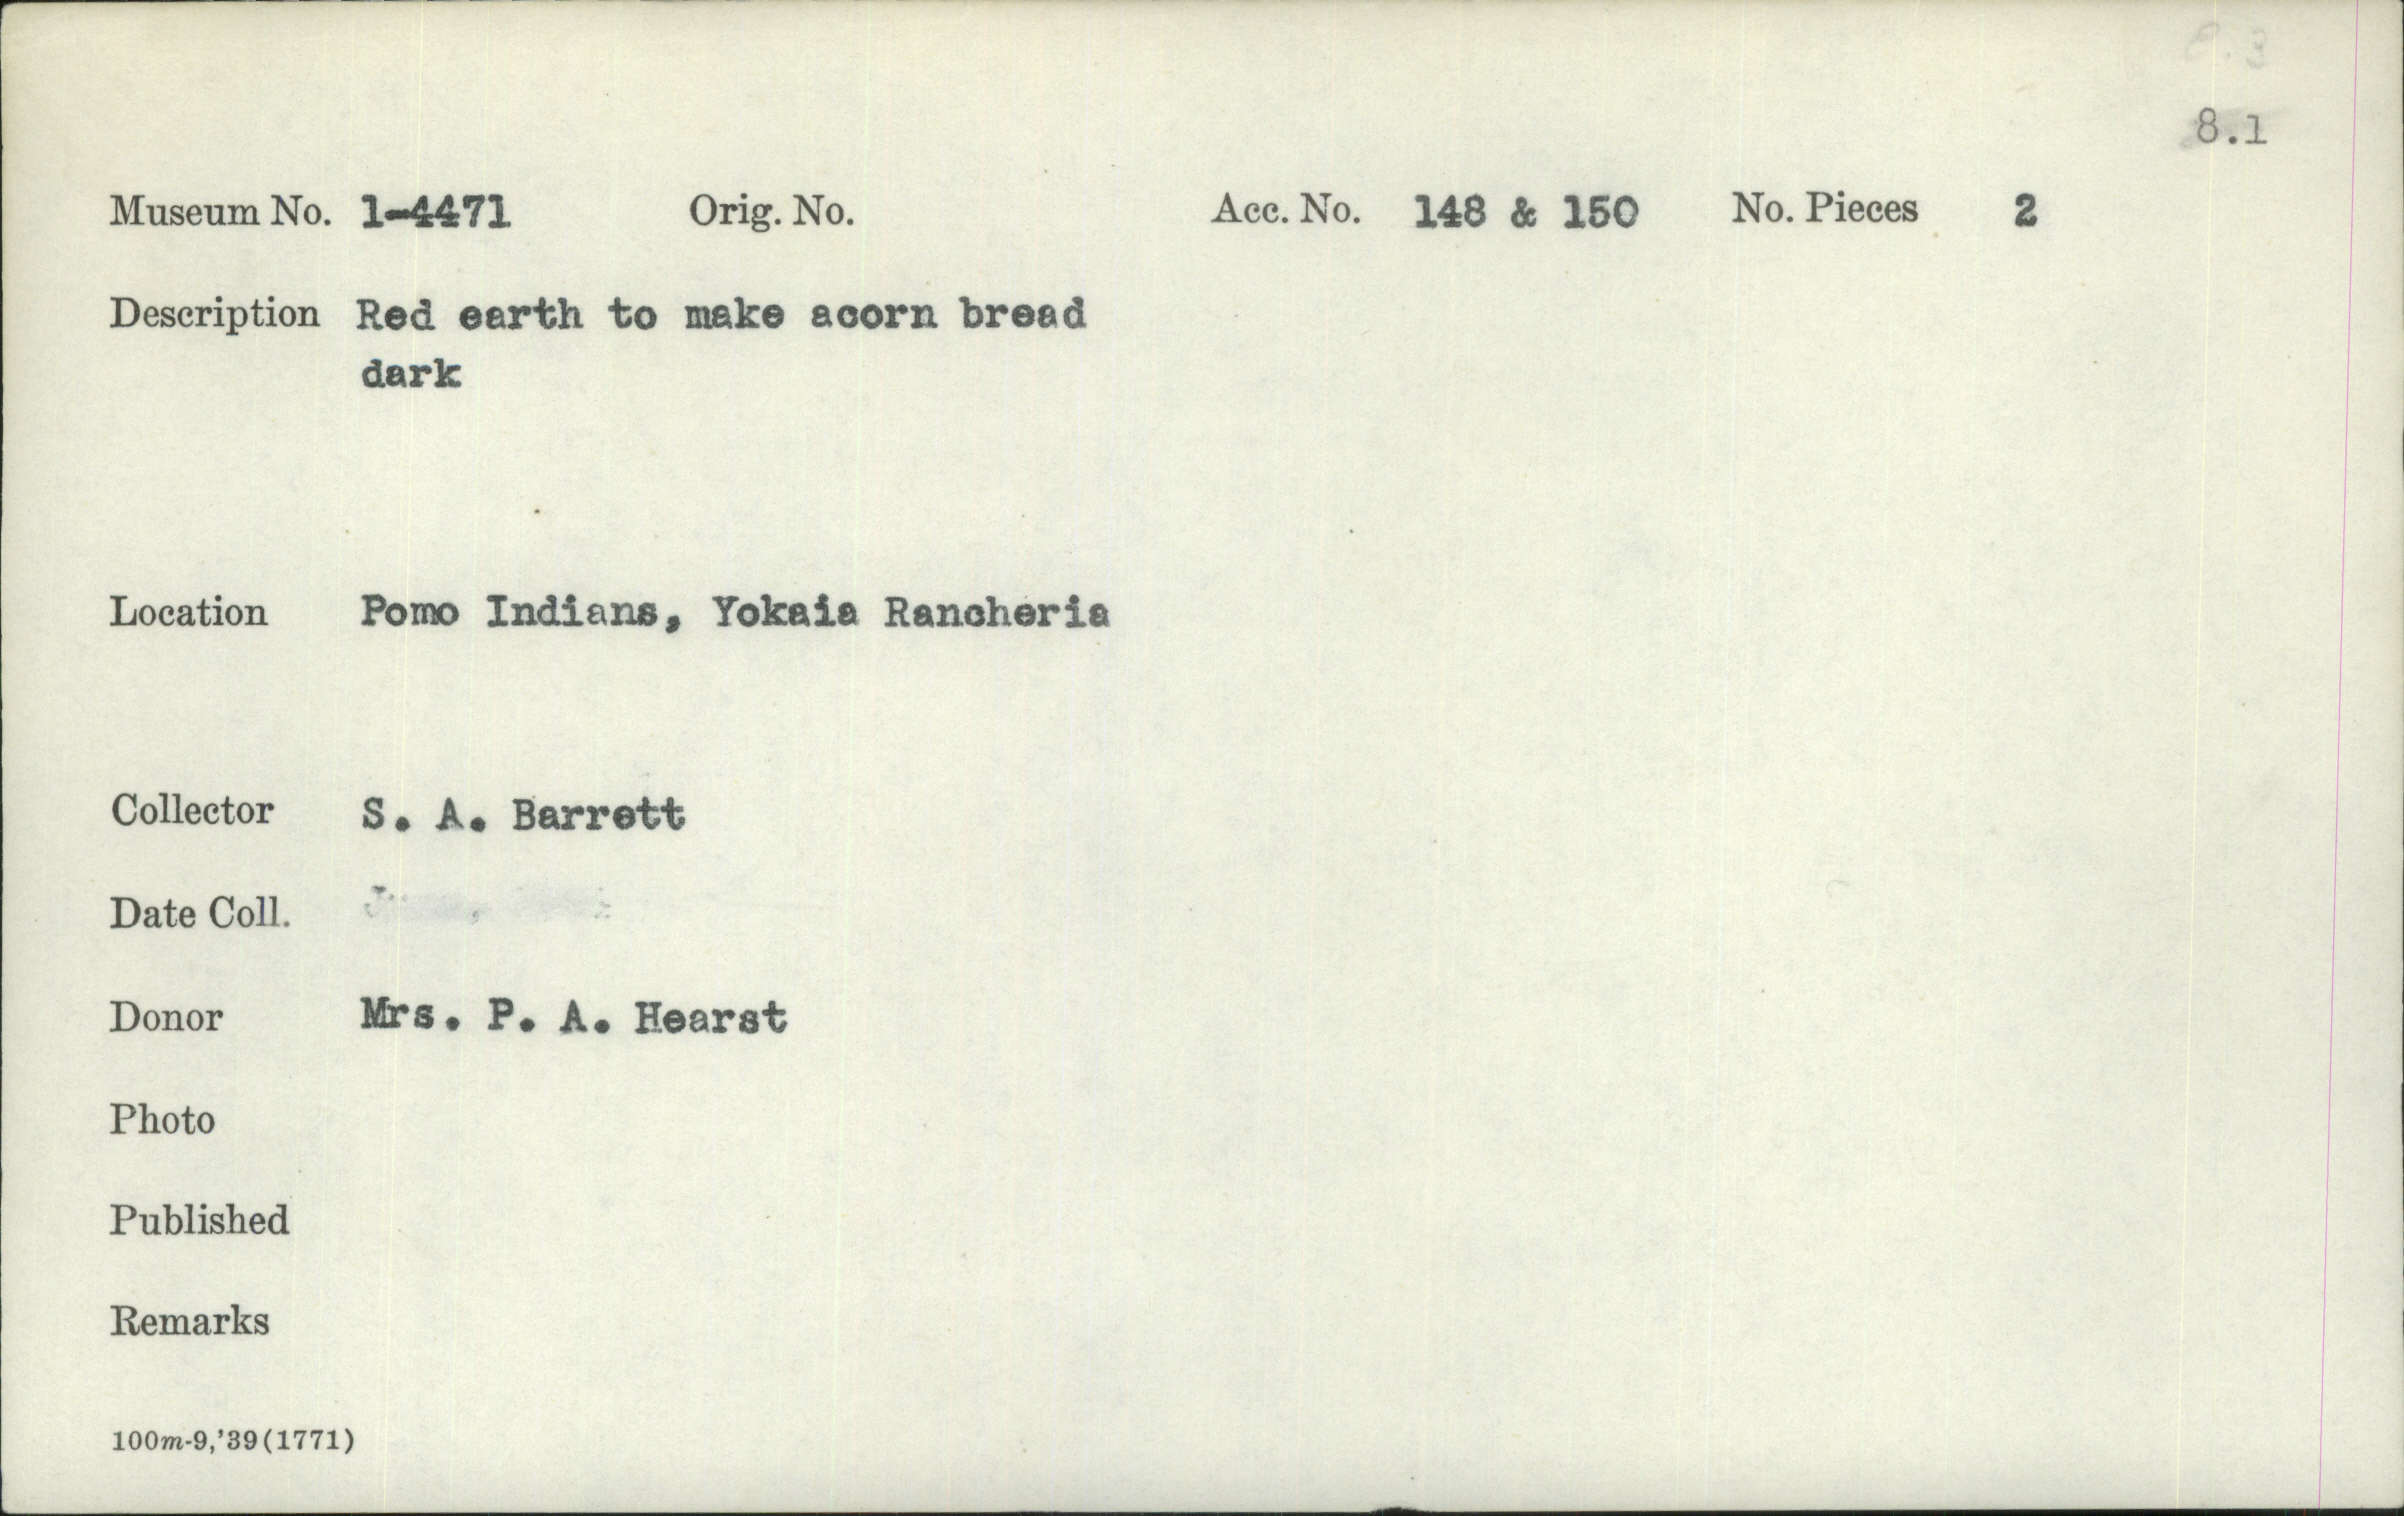 8.1
Museum No. 1-4471 Orig. No. Acc. No. 148 & 150 No. Pieces 2
Description Red earth to make acorn bread
dark
Location Pomo Indians, Yokaia Rancheria
Collector S. A. Barrett
Date Coll.
Donor Mrs. P. A. Hearst
Photo
Published
Remarks
100m-9,'39(1771)